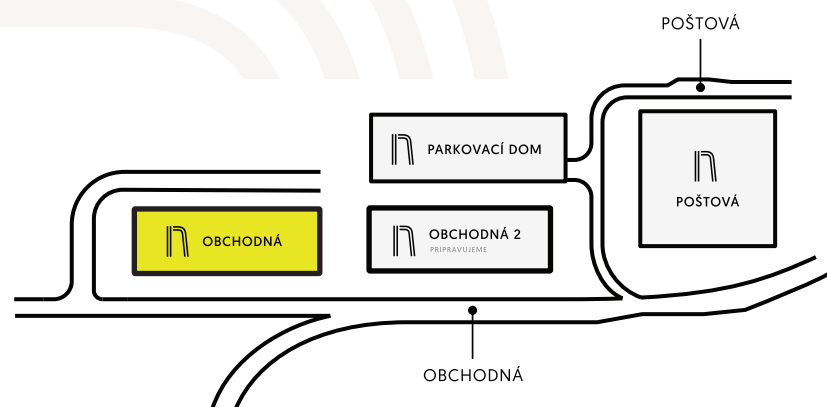 POŠTOVÁ
PARKOVACÍ DOM
POŠTOVÁ
OBCHODNÁ
OBCHODNÁ 2
PRIPRAVUJEME
OBCHODNÁ